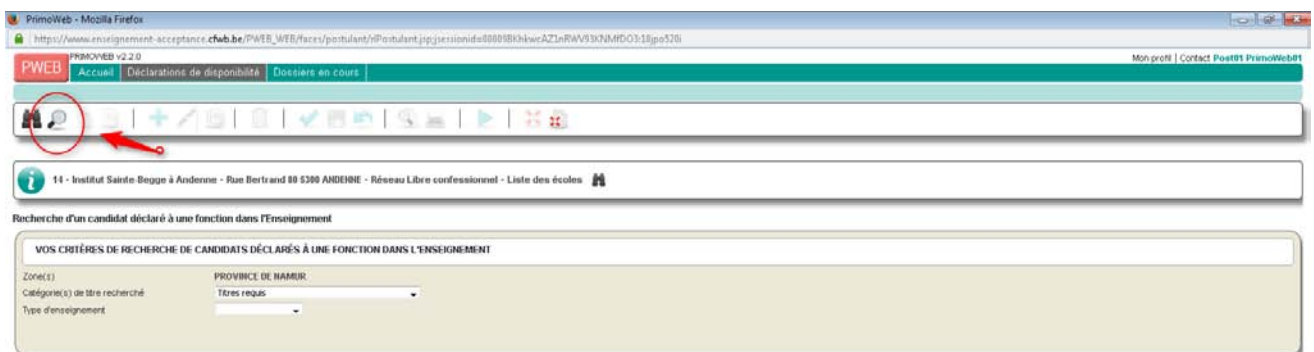 PrimoWeb - Mozilla Firefox
PRIMOWEB v2.2.0
Mon profil | Contact Post01 PrimoWeb01
PWEB Accueil Déclarations de disponibilité Dossiers en cours
14 - Institut Sainte-Begge à Andenne - Rue Bertrand 80 5300 ANDENNE - Réseau Libre confessionnel - Liste des écoles
Recherche d'un candidat déclaré à une fonction dans l'Enseignement
VOS CRITÈRES DE RECHERCHE DE CANDIDATS DÉCLARÉS À UNE FONCTION DANS L'ENSEIGNEMENT
Zone(s) PROVINCE DE NAMUR
Catégorie(s) de titre recherché Titres requis
Type d'enseignement